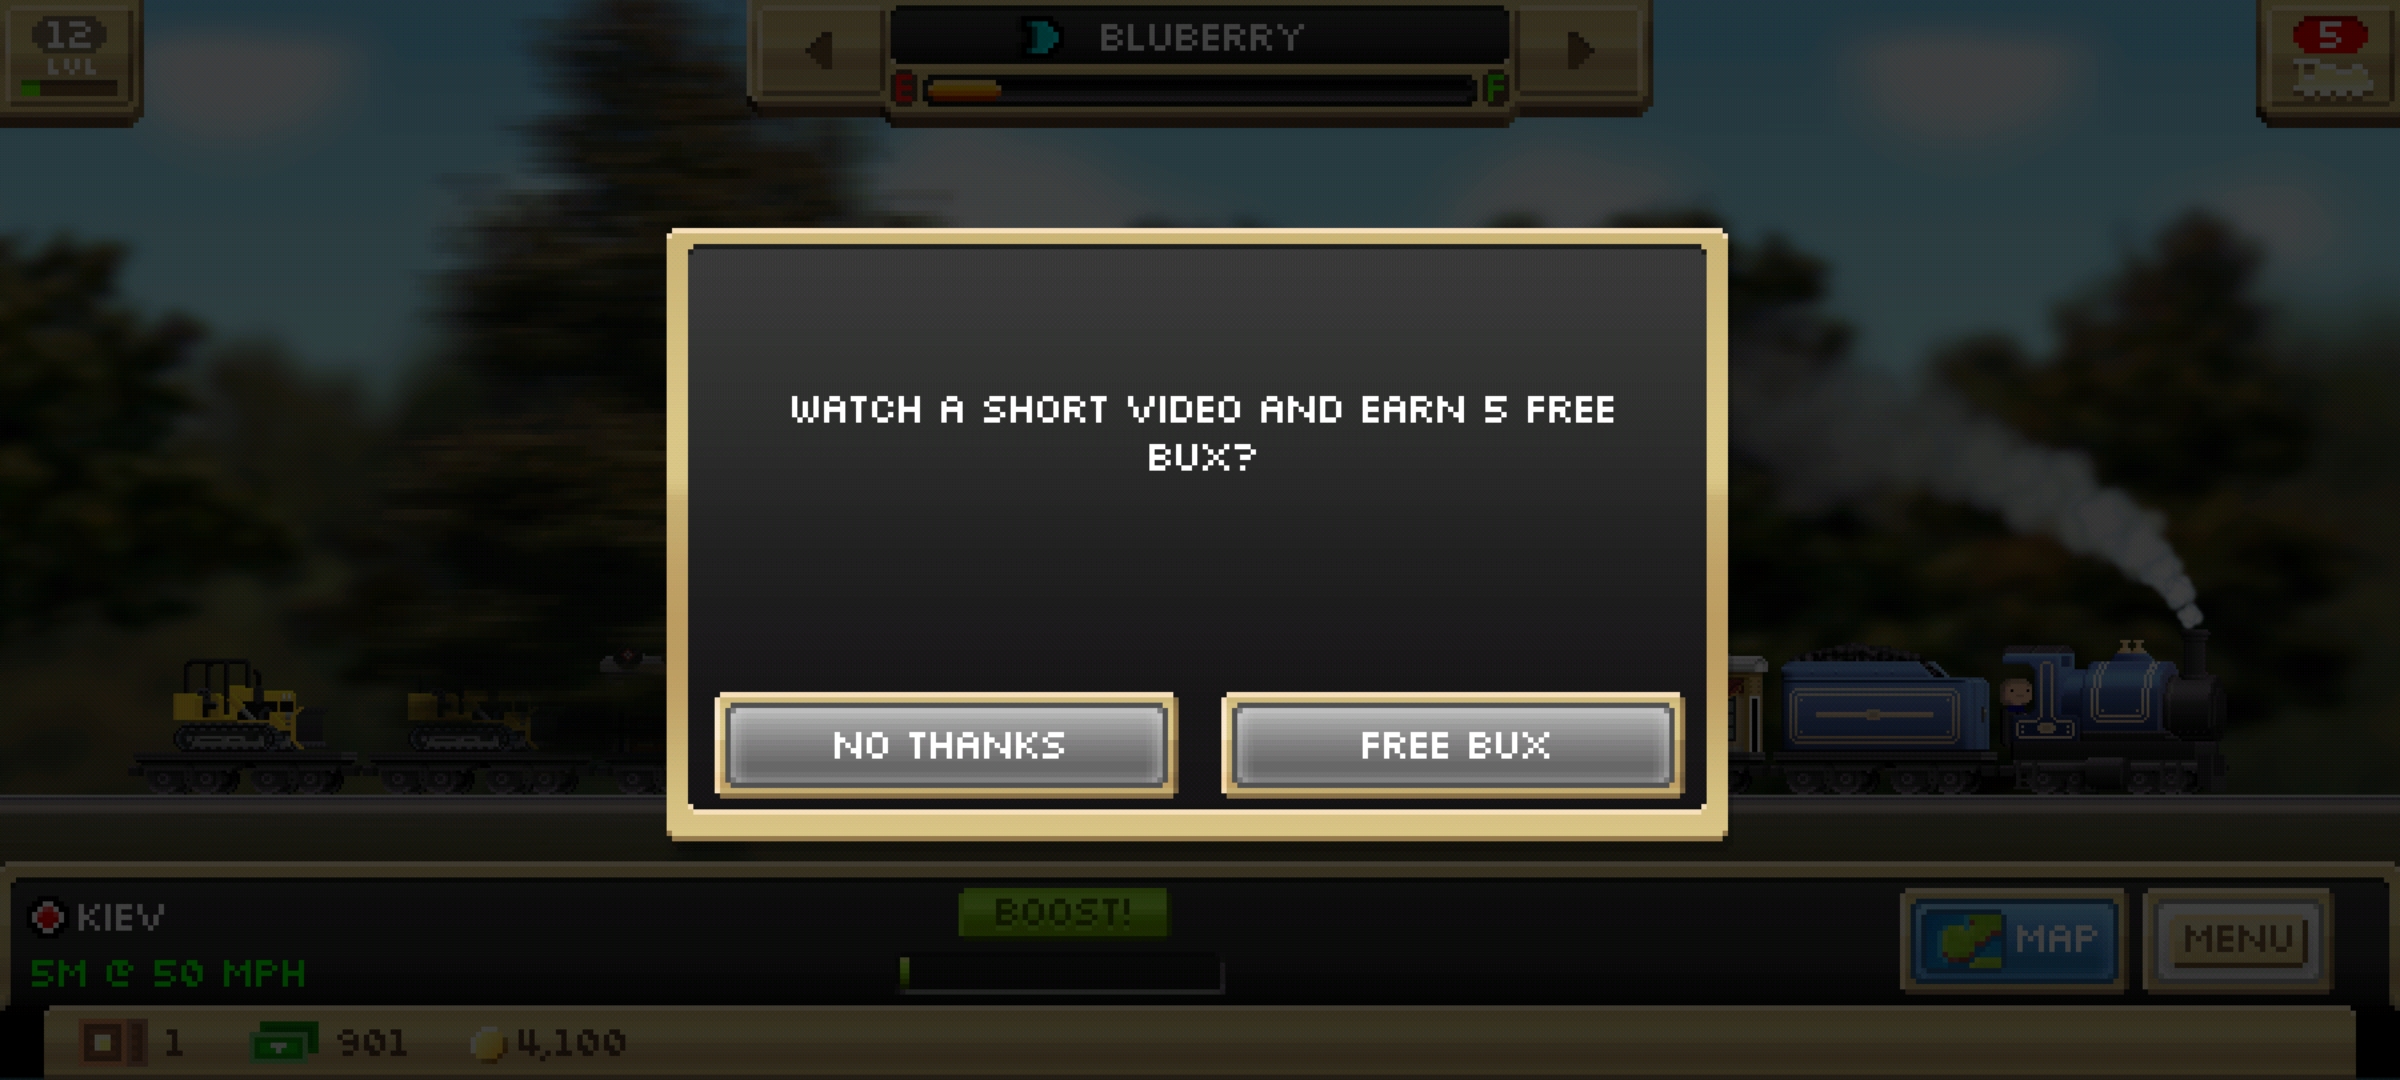 12
LVL
BLUBERRY
E F
5
WATCH A SHORT VIDEO AND EARN 5 FREE
BUX?
NO THANKS
FREE BUX
KIEV
5M @ 50 MPH
BOOST!
MAP
MENU
1 901 4,100